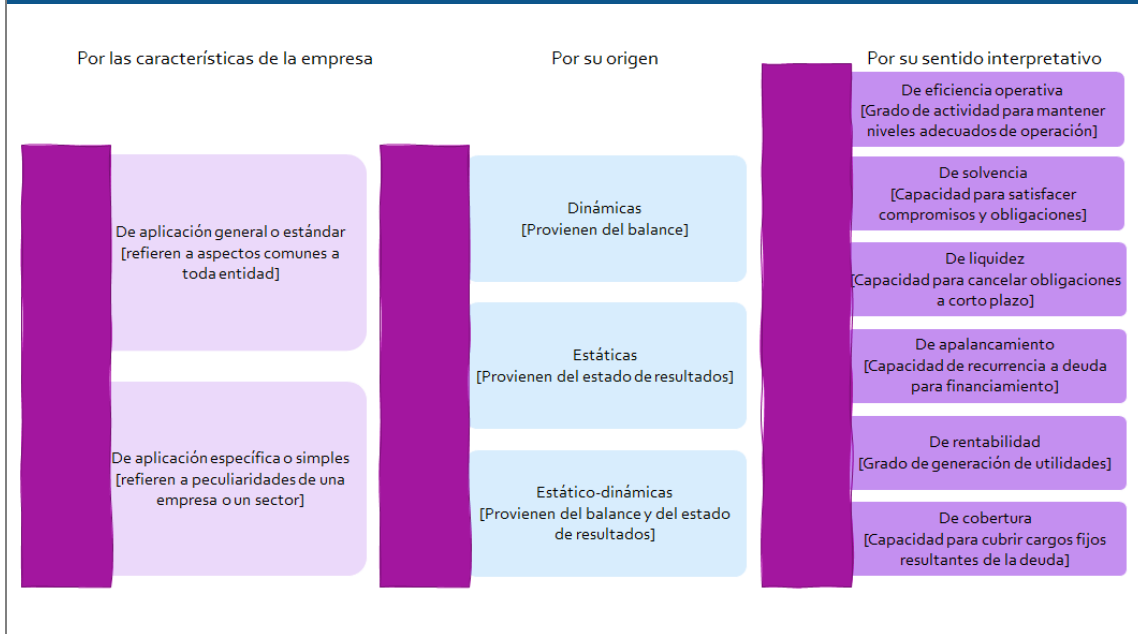 Por las características de la empresa
De aplicación general o estándar
[refieren a aspectos comunes a
toda entidad]
De aplicación específica o simples
[refieren a peculiaridades de una
empresa o un sector]
Por su origen
Dinámicas
[Provienen del balance]
Estáticas
[Provienen del estado de resultados]
Estático-dinámicas
[Provienen del balance y del estado
de resultados]
Por su sentido interpretativo
De eficiencia operativa
[Grado de actividad para mantener
niveles adecuados de operación]
De solvencia
[Capacidad para satisfacer
compromisos y obligaciones]
De liquidez
[Capacidad para cancelar obligaciones
a corto plazo]
De apalancamiento
[Capacidad de recurrencia a deuda
para financiamiento]
De rentabilidad
[Grado de generación de utilidades]
De cobertura
[Capacidad para cubrir cargos fijos
resultantes de la deuda]